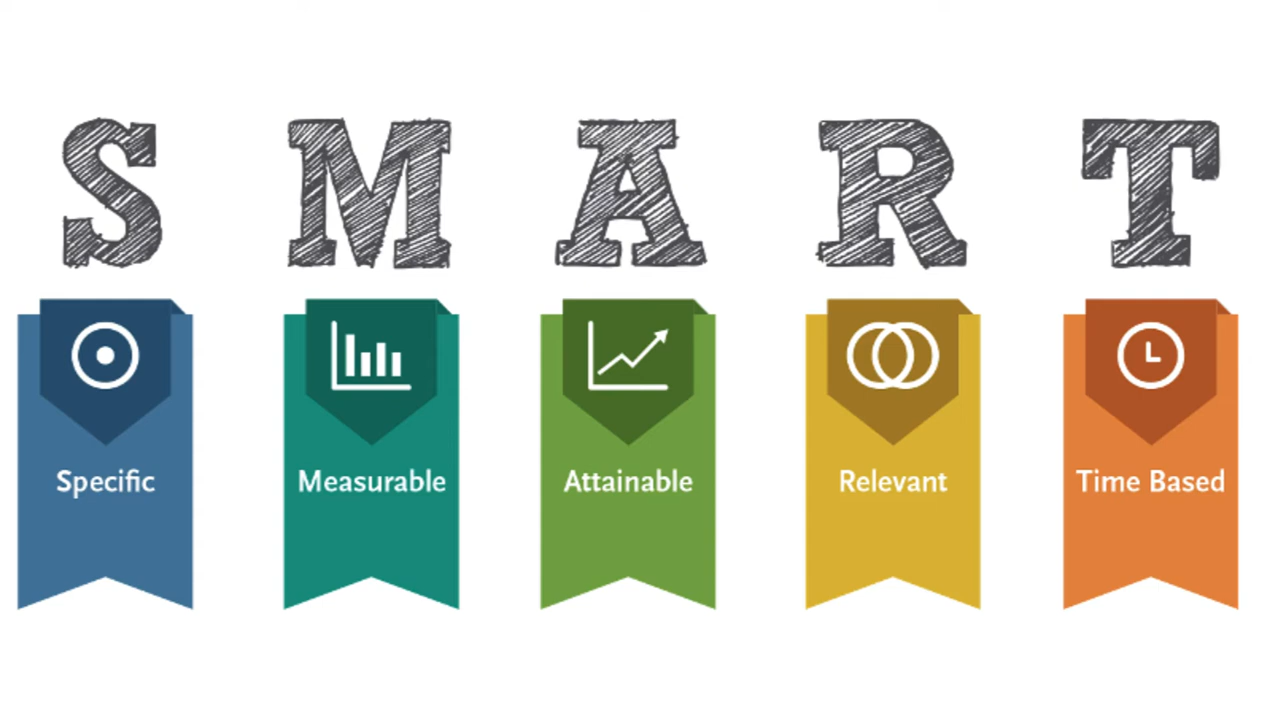 S M A R T
Specific
Measurable
Attainable
Relevant
Time Based